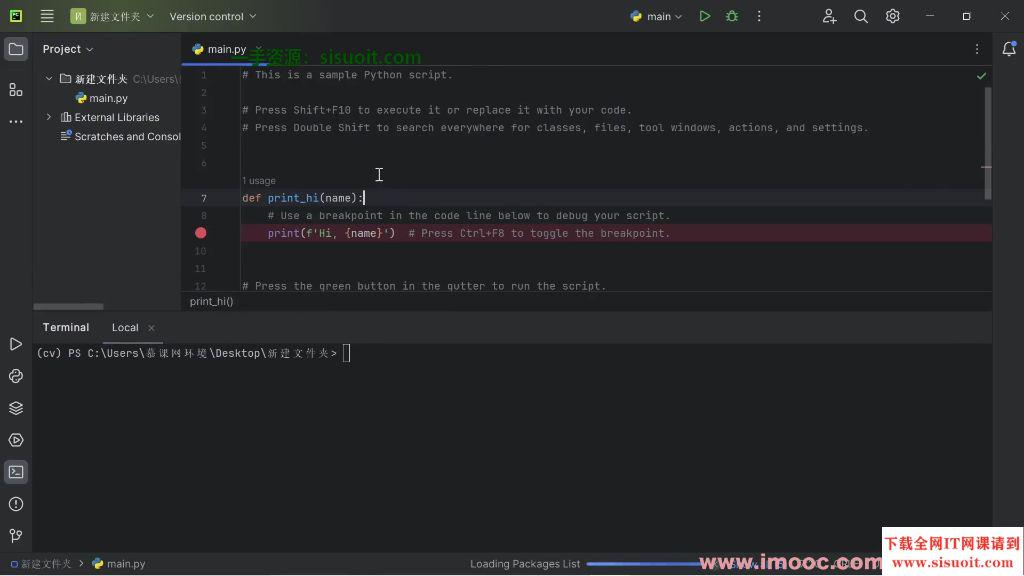 新建文件夹
Version control
main
Project
main.py
一手资源：sisuoit.com
新建文件夹 C:\Users\
main.py
External Libraries
Scratches and Consol
1 # This is a sample Python script.
2
3 # Press Shift+F10 to execute it or replace it with your code.
4 # Press Double Shift to search everywhere for classes, files, tool windows, actions, and settings.
5
6
1 usage
7 def print_hi(name):
8 # Use a breakpoint in the code line below to debug your script.
print(f'Hi, {name}') # Press Ctrl+F8 to toggle the breakpoint.
10
11
12 # Press the green button in the gutter to run the script.
print_hi()
Terminal
Local
(cv) PS C:\Users\慕课网环境\Desktop\新建文件夹>
新建文件夹 > main.py
Loading Packages List
www.imooc.com
下载全网IT网课请到
www.sisuoit.com